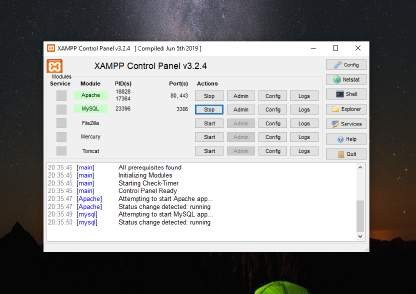 XAMPP Control Panel v3.2.4 [ Compiled: Jun 5th 2019 ]
XAMPP Control Panel v3.2.4
Config
Modules
Service Module PID(s) Port(s) Actions
Netstat
Apache 18828 17364 80, 443 Stop Admin Config Logs
Shell
MySQL 23396 3306 Stop Admin Config Logs
Explorer
FileZilla Start Admin Config Logs
Services
Mercury Start Admin Config Logs
Help
Tomcat Start Admin Config Logs
Quit
20:35:45 [main] All prerequisites found
20:35:45 [main] Initializing Modules
20:35:45 [main] Starting Check-Timer
20:35:45 [main] Control Panel Ready
20:35:47 [Apache] Attempting to start Apache app...
20:35:47 [Apache] Status change detected: running
20:35:49 [mysql] Attempting to start MySQL app...
20:35:50 [mysql] Status change detected: running